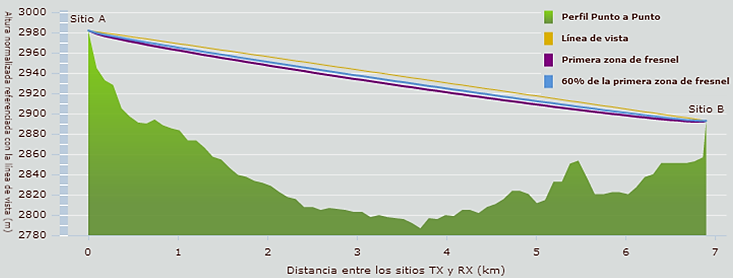 3000
2980
2960
2940
2920
2900
2880
2860
2840
2820
2800
2780
Altura normalizada referenciada con la línea de vista (m)
Sitio A
Sitio B
Perfil Punto a Punto
Línea de vista
Primera zona de fresnel
60% de la primera zona de fresnel
0 1 2 3 4 5 6 7
Distancia entre los sitios TX y RX (km)